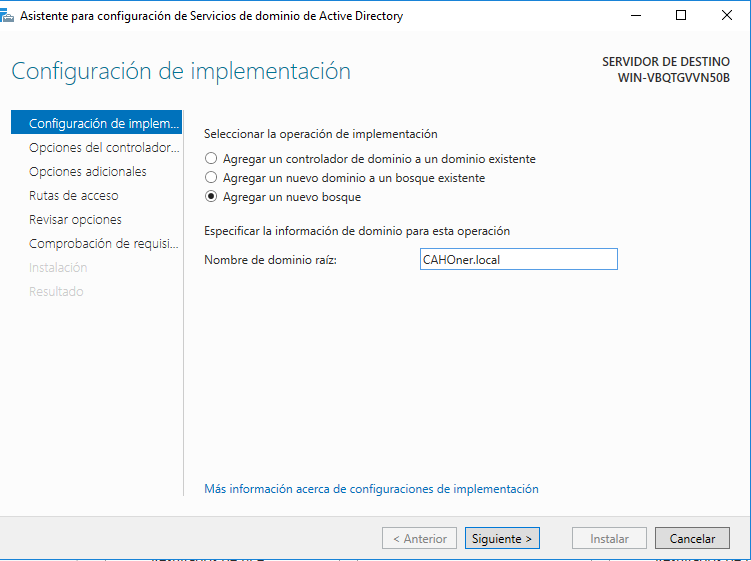 Asistente para configuración de Servicios de dominio de Active Directory
Configuración de implementación
SERVIDOR DE DESTINO
WIN-VBQTGVVN50B
Configuración de implem...
Opciones del controlador...
Opciones adicionales
Rutas de acceso
Revisar opciones
Comprobación de requisi...
Instalación
Resultado
Seleccionar la operación de implementación
Agregar un controlador de dominio a un dominio existente
Agregar un nuevo dominio a un bosque existente
Agregar un nuevo bosque
Especificar la información de dominio para esta operación
Nombre de dominio raíz:
CAHOner.local
Más información acerca de configuraciones de implementación
< Anterior
Siguiente >
Instalar
Cancelar